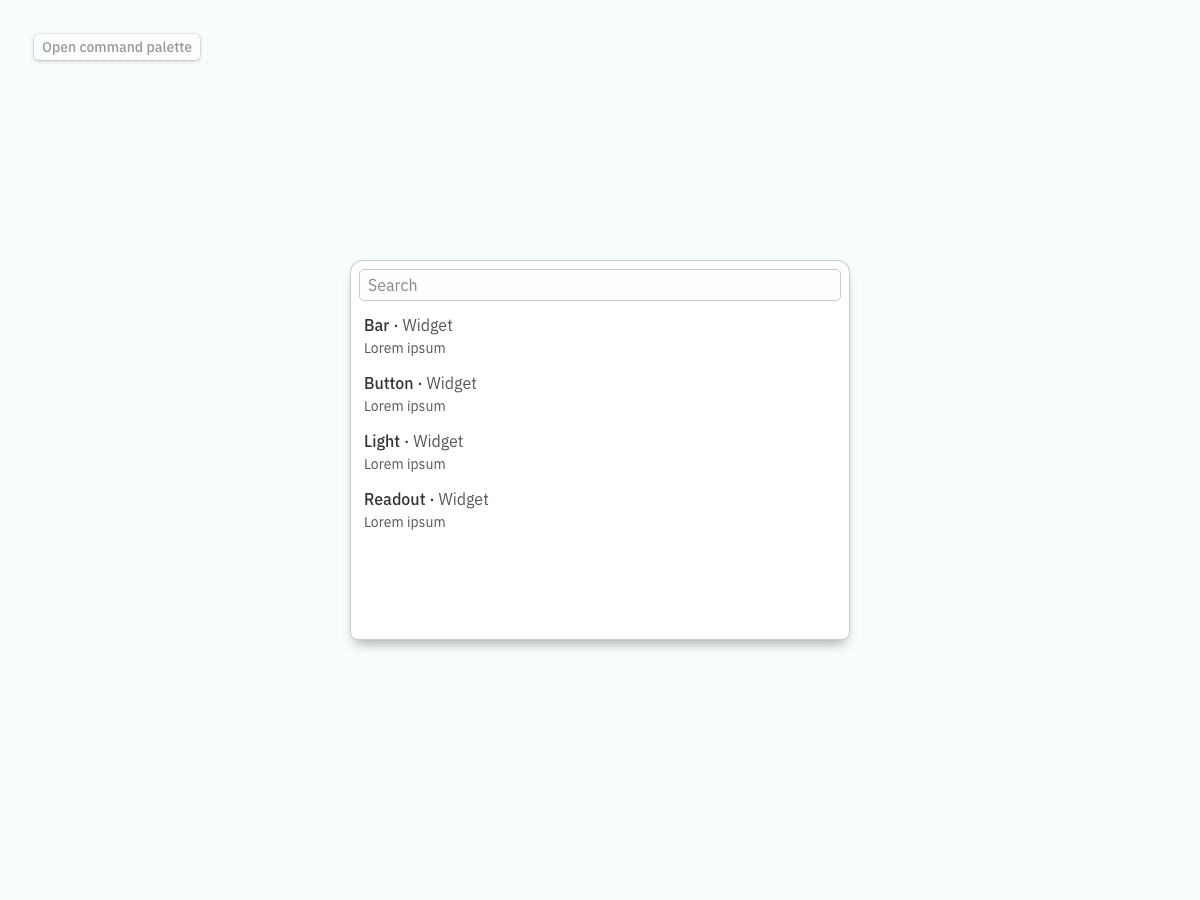 Open command palette
Search
Bar · Widget
Lorem ipsum
Button · Widget
Lorem ipsum
Light · Widget
Lorem ipsum
Readout · Widget
Lorem ipsum